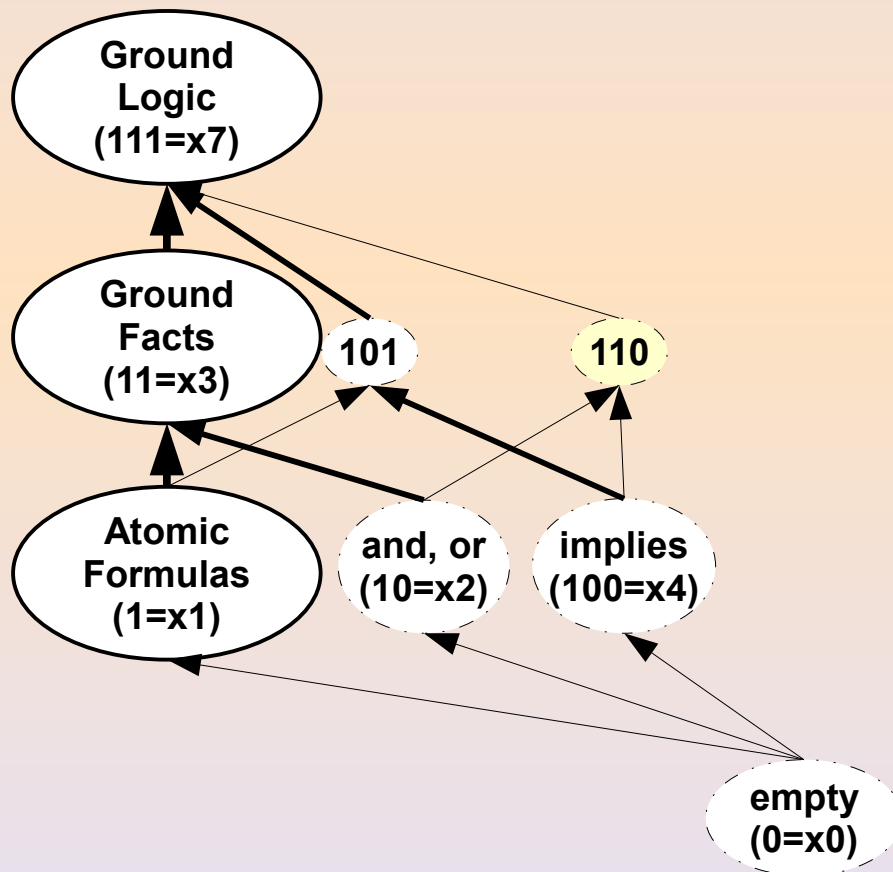 Ground
Logic
(111=x7)
Ground
Facts
(11=x3)
101
110
Atomic
Formulas
(1=x1)
and, or
(10=x2)
implies
(100=x4)
empty
(0=x0)